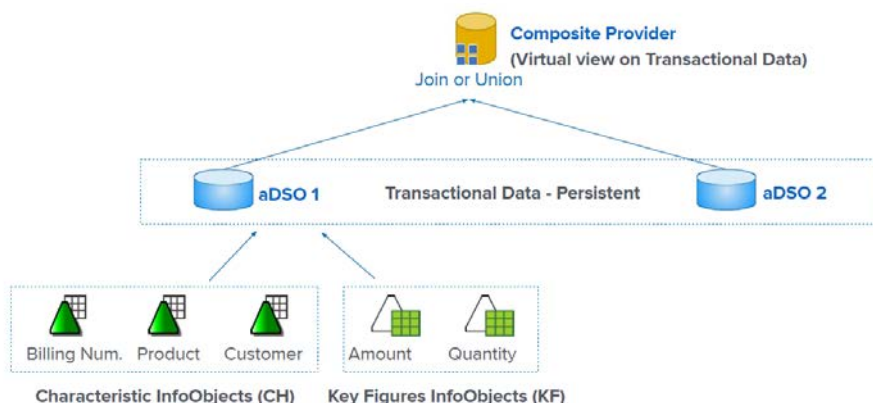 Composite Provider
(Virtual view on Transactional Data)
Join or Union
aDSO 1
Transactional Data - Persistent
aDSO 2
Billing Num.
Product
Customer
Amount
Quantity
Characteristic InfoObjects (CH)
Key Figures InfoObjects (KF)